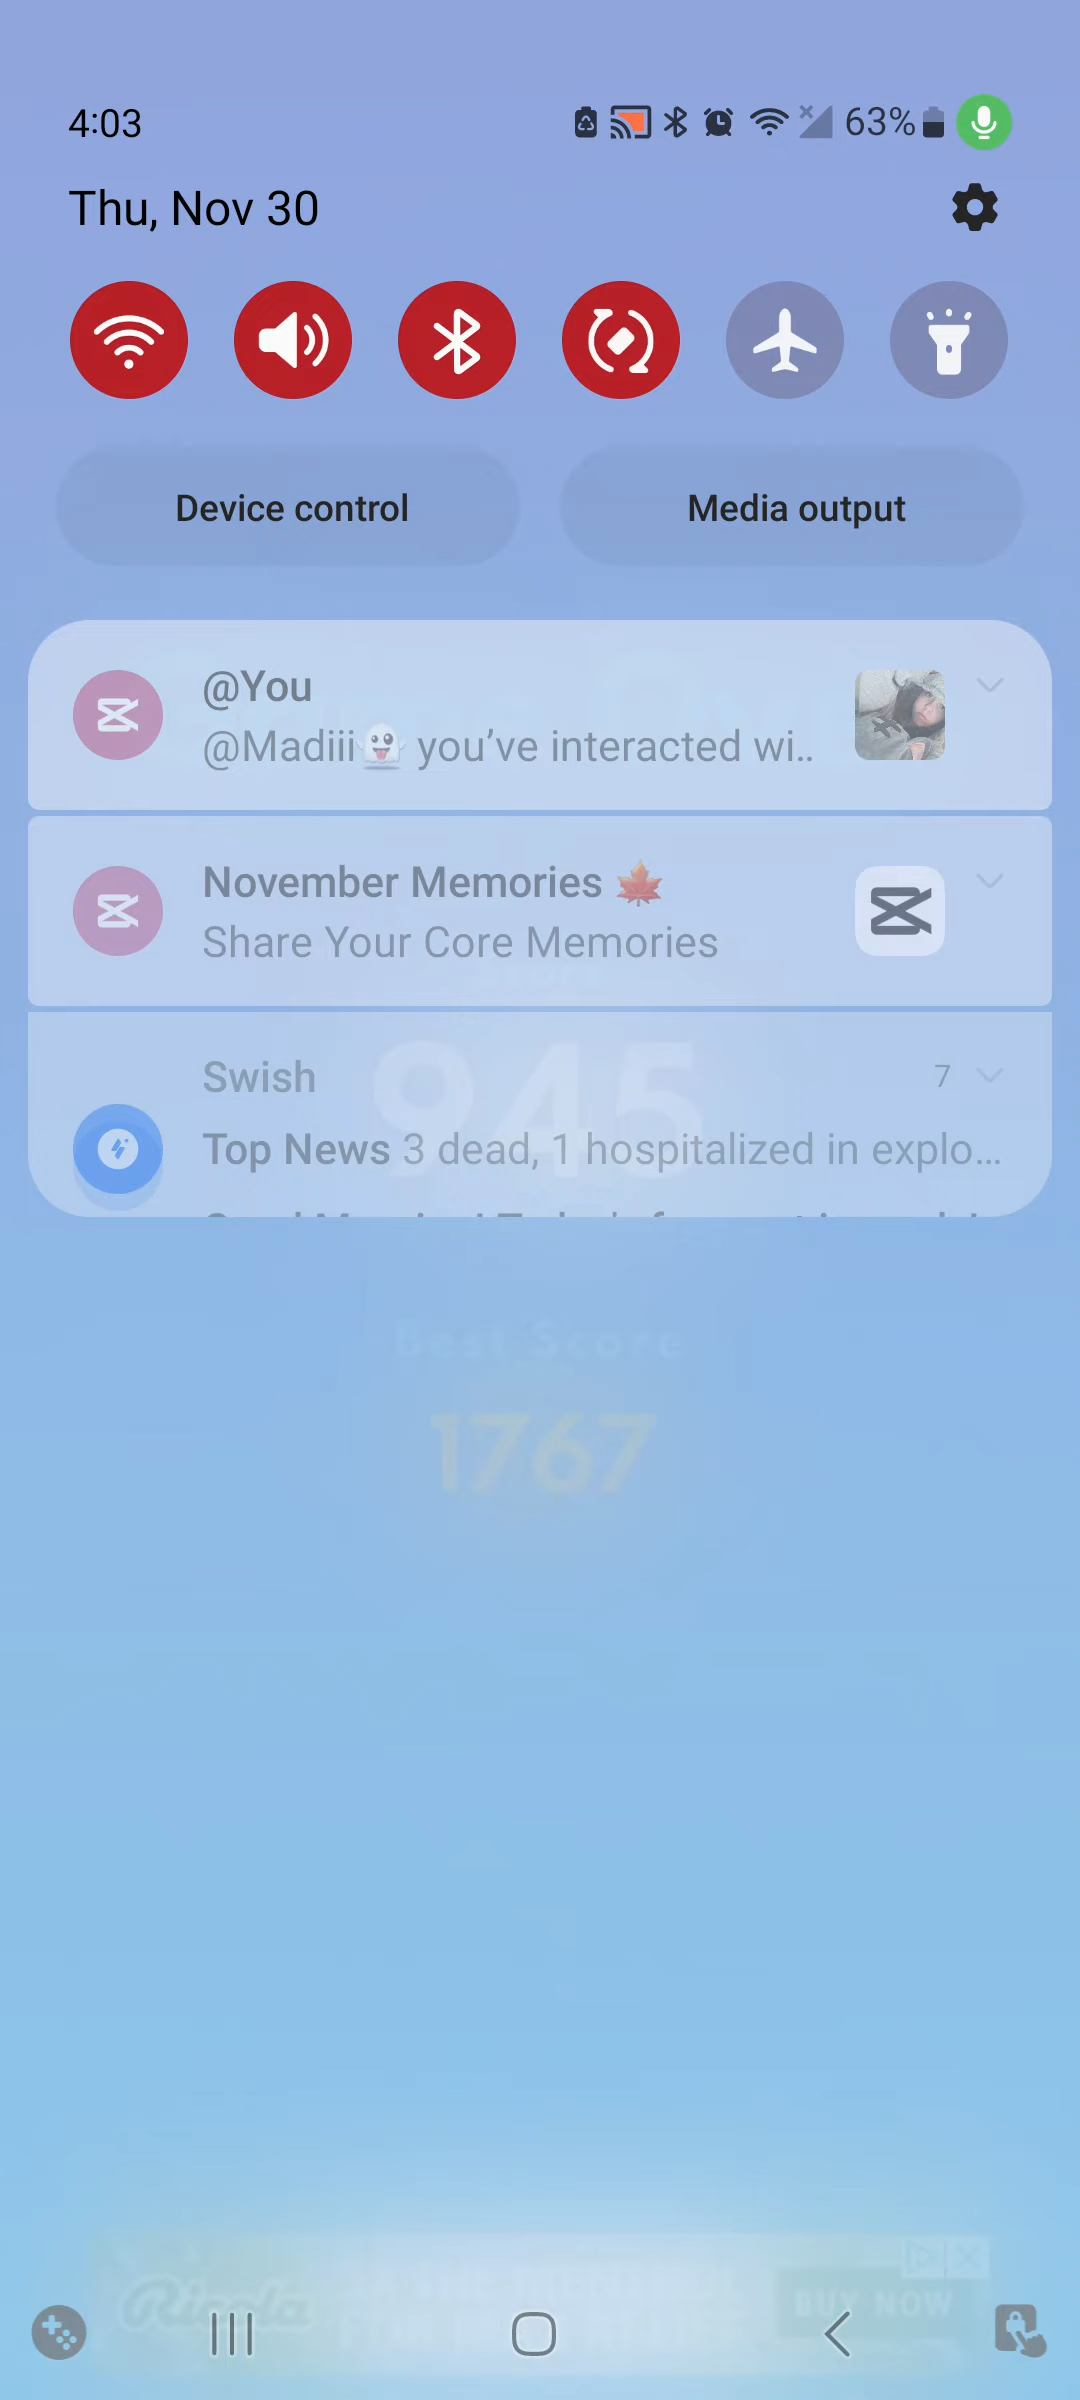 4:03
63%
Thu, Nov 30
Device control
Media output
@You
@Madiii👻 you’ve interacted wi..
November Memories 🍁
Share Your Core Memories
Swish
7
Top News 3 dead, 1 hospitalized in explo...
Score
945
Best Score
1767
Ricola
BUY NOW